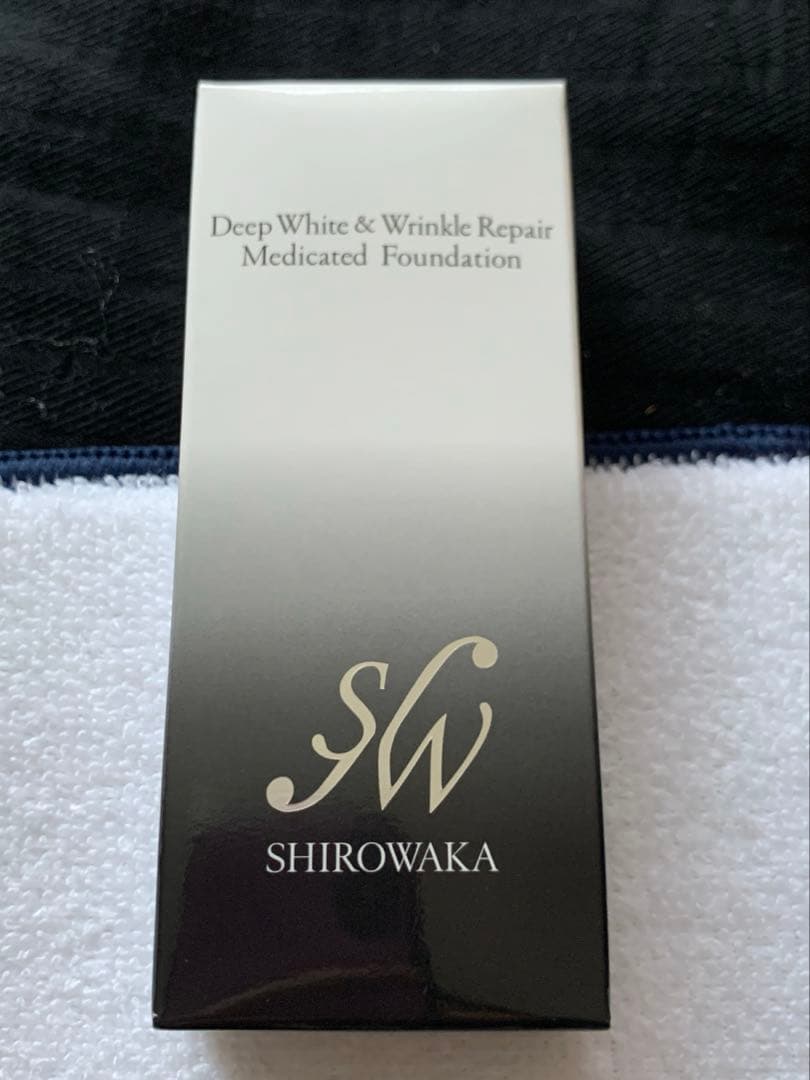 Deep White & Wrinkle Repair
Medicated Foundation
SW
SHIROWAKA